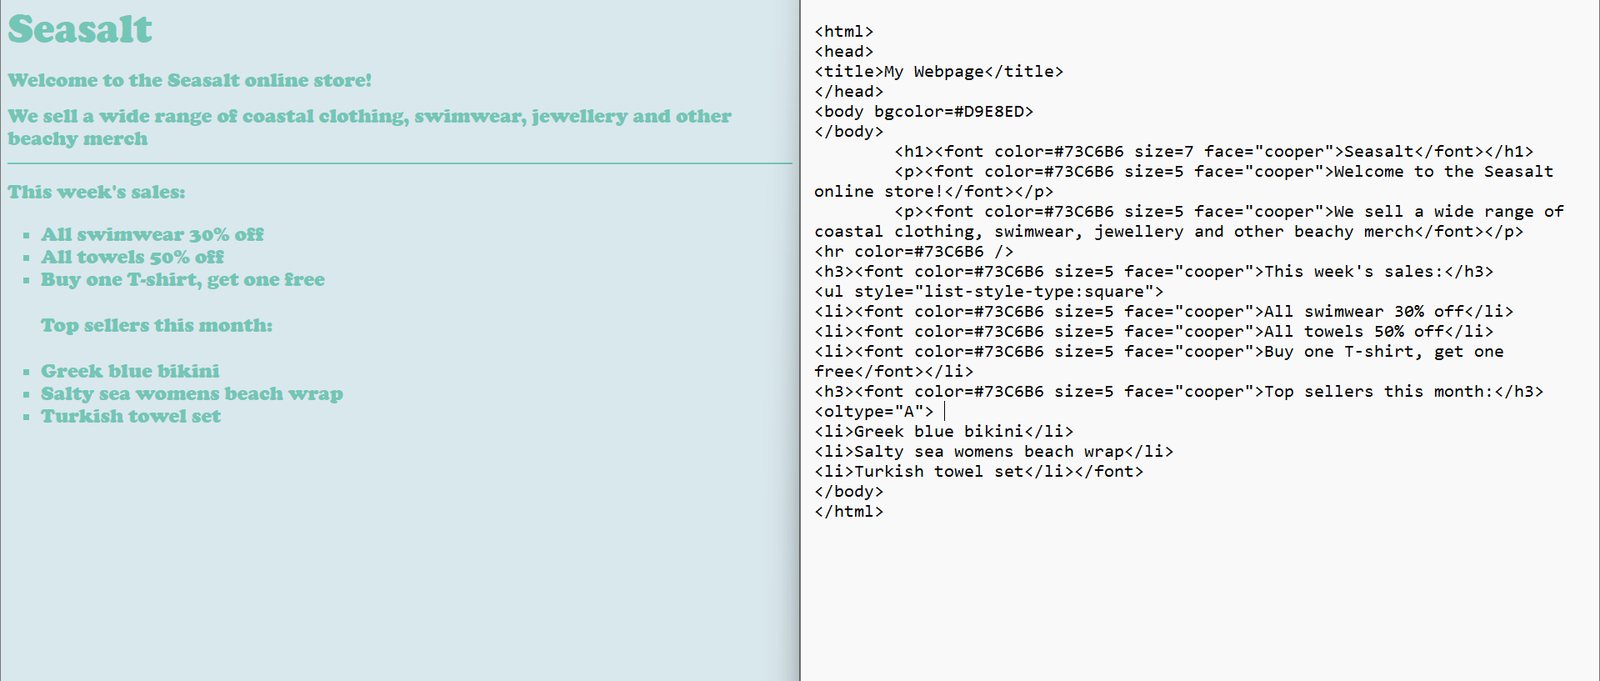 Seasalt
Welcome to the Seasalt online store!
We sell a wide range of coastal clothing, swimwear, jewellery and other
beachy merch
This week's sales:
All swimwear 30% off
All towels 50% off
Buy one T-shirt, get one free
Top sellers this month:
Greek blue bikini
Salty sea womens beach wrap
Turkish towel set
<html>
<head>
<title>My Webpage</title>
</head>
<body bgcolor=#D9E8ED>
</body>
<h1><font color=#73C6B6 size=7 face="cooper">Seasalt</font></h1>
<p><font color=#73C6B6 size=5 face="cooper">Welcome to the Seasalt
online store!</font></p>
<p><font color=#73C6B6 size=5 face="cooper">We sell a wide range of
coastal clothing, swimwear, jewellery and other beachy merch</font></p>
<hr color=#73C6B6 />
<h3><font color=#73C6B6 size=5 face="cooper">This week's sales:</h3>
<ul style="list-style-type:square">
<li><font color=#73C6B6 size=5 face="cooper">All swimwear 30% off</li>
<li><font color=#73C6B6 size=5 face="cooper">All towels 50% off</li>
<li><font color=#73C6B6 size=5 face="cooper">Buy one T-shirt, get one
free</font></li>
<h3><font color=#73C6B6 size=5 face="cooper">Top sellers this month:</h3>
<oltype="A">
<li>Greek blue bikini</li>
<li>Salty sea womens beach wrap</li>
<li>Turkish towel set</li></font>
</body>
</html>